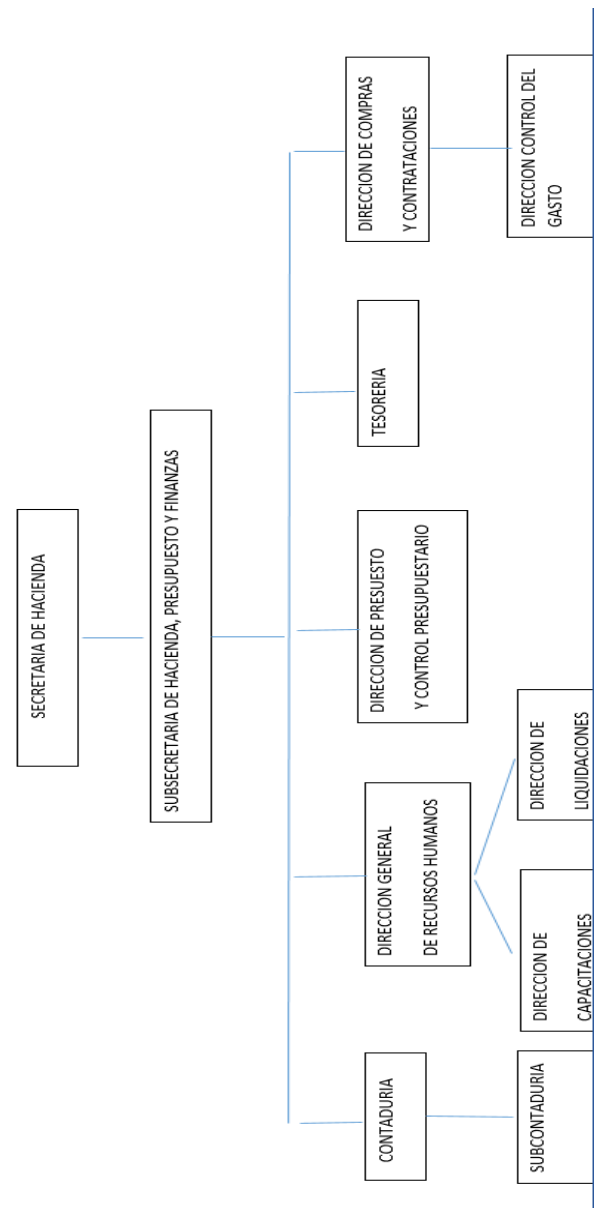 SECRETARIA DE HACIENDA
SUBSECRETARIA DE HACIENDA, PRESUPUESTO Y FINANZAS
CONTADURIA
DIRECCION GENERAL
DE RECURSOS HUMANOS
DIRECCION DE PRESUESTO
Y CONTROL PRESUPUESTARIO
TESORERIA
DIRECCION DE COMPRAS
Y CONTRATACIONES
SUBCONTADURIA
DIRECCION DE
CAPACITACIONES
DIRECCION DE
LIQUIDACIONES
DIRECCION CONTROL DEL
GASTO